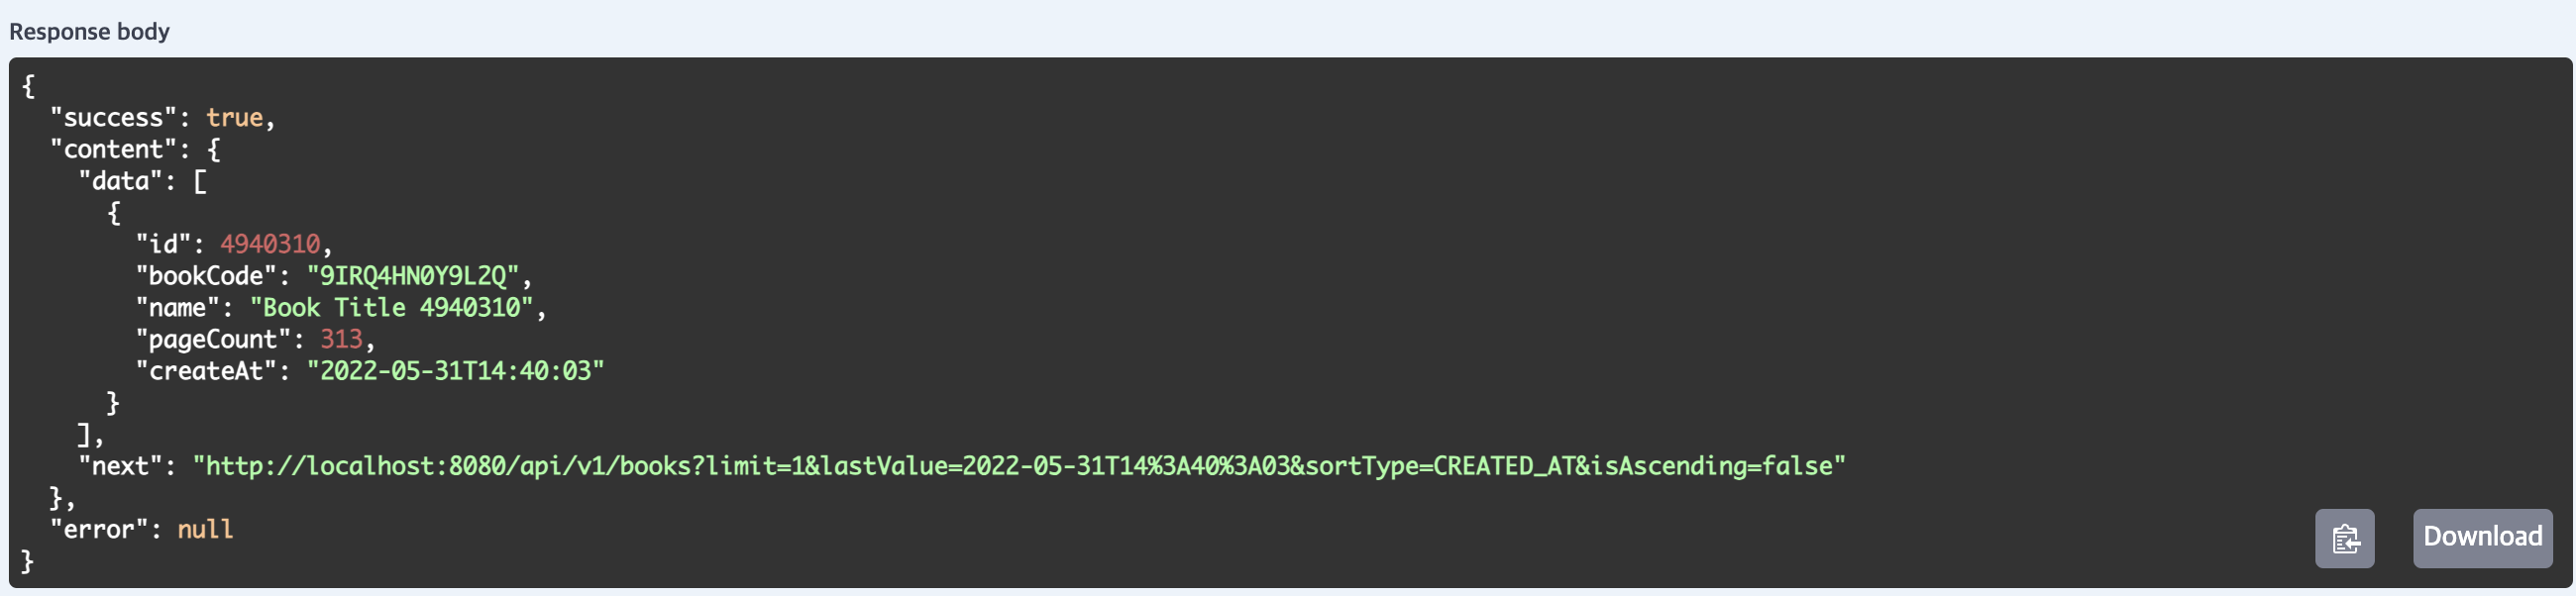 Response body
{
  "success": true,
  "content": {
    "data": [
      {
        "id": 4940310,
        "bookCode": "9IRQ4HN0Y9L2Q",
        "name": "Book Title 4940310",
        "pageCount": 313,
        "createAt": "2022-05-31T14:40:03"
      }
    ],
    "next": "http://localhost:8080/api/v1/books?limit=1&lastValue=2022-05-31T14%3A40%3A03&sortType=CREATED_AT&isAscending=false"
  },
  "error": null
}
Download